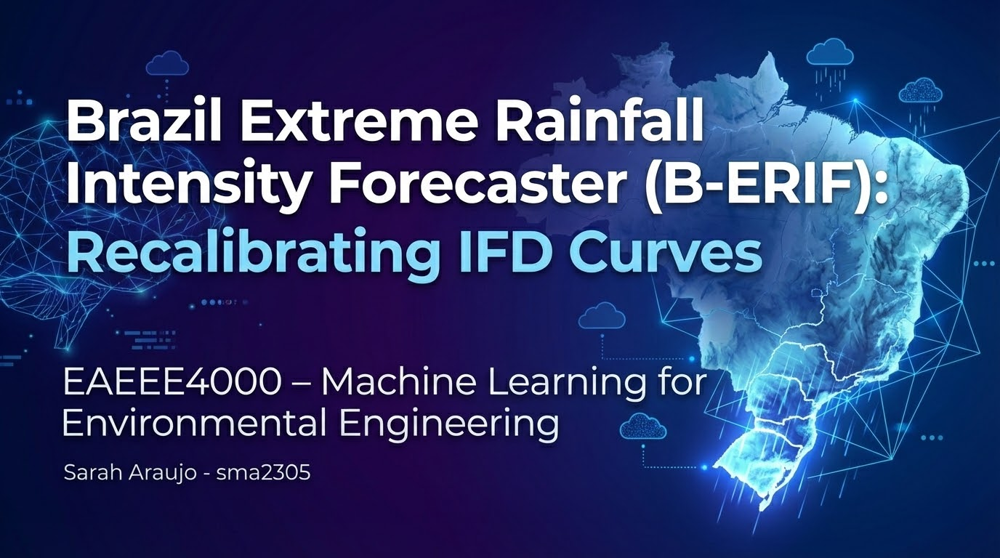 Brazil Extreme Rainfall
Intensity Forecaster (B-ERIF):
Recalibrating IFD Curves
EAEEE4000 – Machine Learning for
Environmental Engineering
Sarah Araujo - sma2305